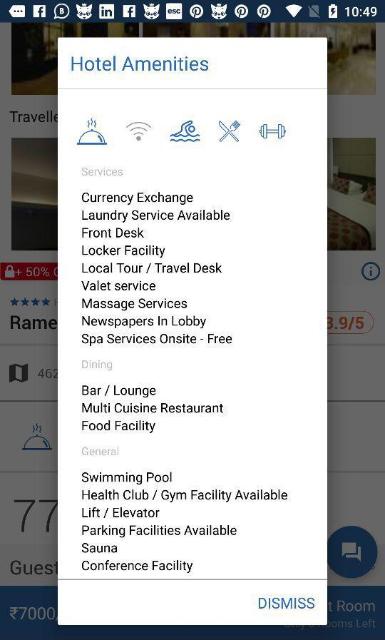 esc
10:49
Hotel Amenities
Travelle
Services
Currency Exchange
Laundry Service Available
Front Desk
Locker Facility
Local Tour / Travel Desk
Valet service
Massage Services
Newspapers In Lobby
Spa Services Onsite - Free
+ 50%
Rame
3.9/5
Dining
462
Bar / Lounge
Multi Cuisine Restaurant
Food Facility
General
Swimming Pool
Health Club / Gym Facility Available
77
Lift / Elevator
Parking Facilities Available
Sauna
Conference Facility
Guest
DISMISS
₹7000
t Room
ooms Left